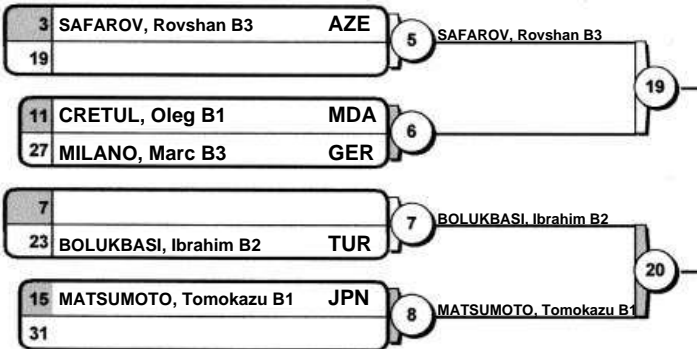 3 SAFAROV, Rovshan B3 AZE
19
5
SAFAROV, Rovshan B3
11 CRETUL, Oleg B1 MDA
27 MILANO, Marc B3 GER
6
19
7
23 BOLUKBASI, Ibrahim B2 TUR
7
BOLUKBASI, Ibrahim B2
15 MATSUMOTO, Tomokazu B1 JPN
31
8
MATSUMOTO, Tomokazu B1
20